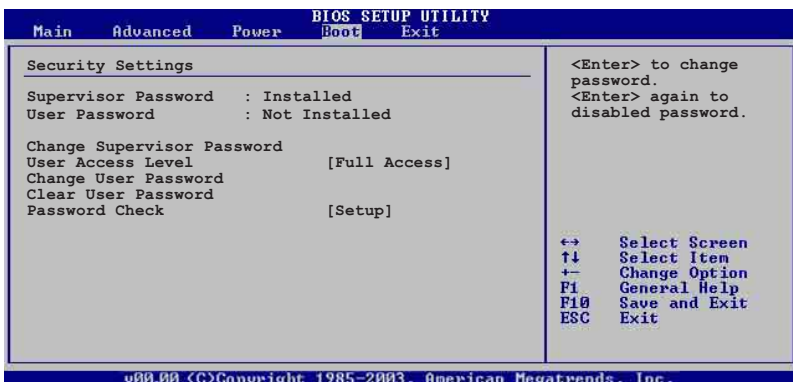 BIOS SETUP UTILITY
Main Advanced Power Boot Exit
Security Settings
Supervisor Password : Installed
User Password : Not Installed
Change Supervisor Password
User Access Level [Full Access]
Change User Password
Clear User Password
Password Check [Setup]
<Enter> to change
password.
<Enter> again to
disabled password.
←→ Select Screen
↑↓ Select Item
+- Change Option
F1 General Help
F10 Save and Exit
ESC Exit
v00.00 (C)Copyright 1985-2003, American Megatrends, Inc.